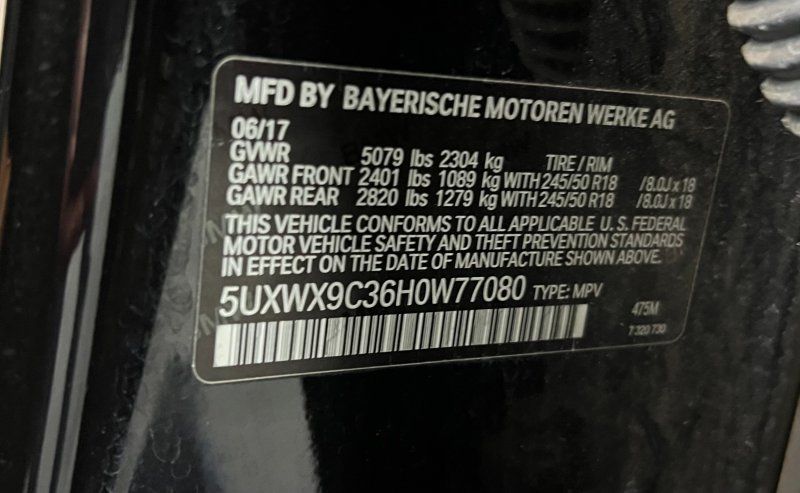 MFD BY BAYERISCHE MOTOREN WERKE AG
06/17
GVWR 5079 lbs 2304 kg TIRE / RIM
GAWR FRONT 2401 lbs 1089 kg WITH 245/50 R18 /8.0J x 18
GAWR REAR 2820 lbs 1279 kg WITH 245/50 R18 /8.0J x 18
THIS VEHICLE CONFORMS TO ALL APPLICABLE U.S. FEDERAL
MOTOR VEHICLE SAFETY AND THEFT PREVENTION STANDARDS
IN EFFECT ON THE DATE OF MANUFACTURE SHOWN ABOVE.
5UXWX9C36H0W77080 TYPE: MPV
475M
7 320 730